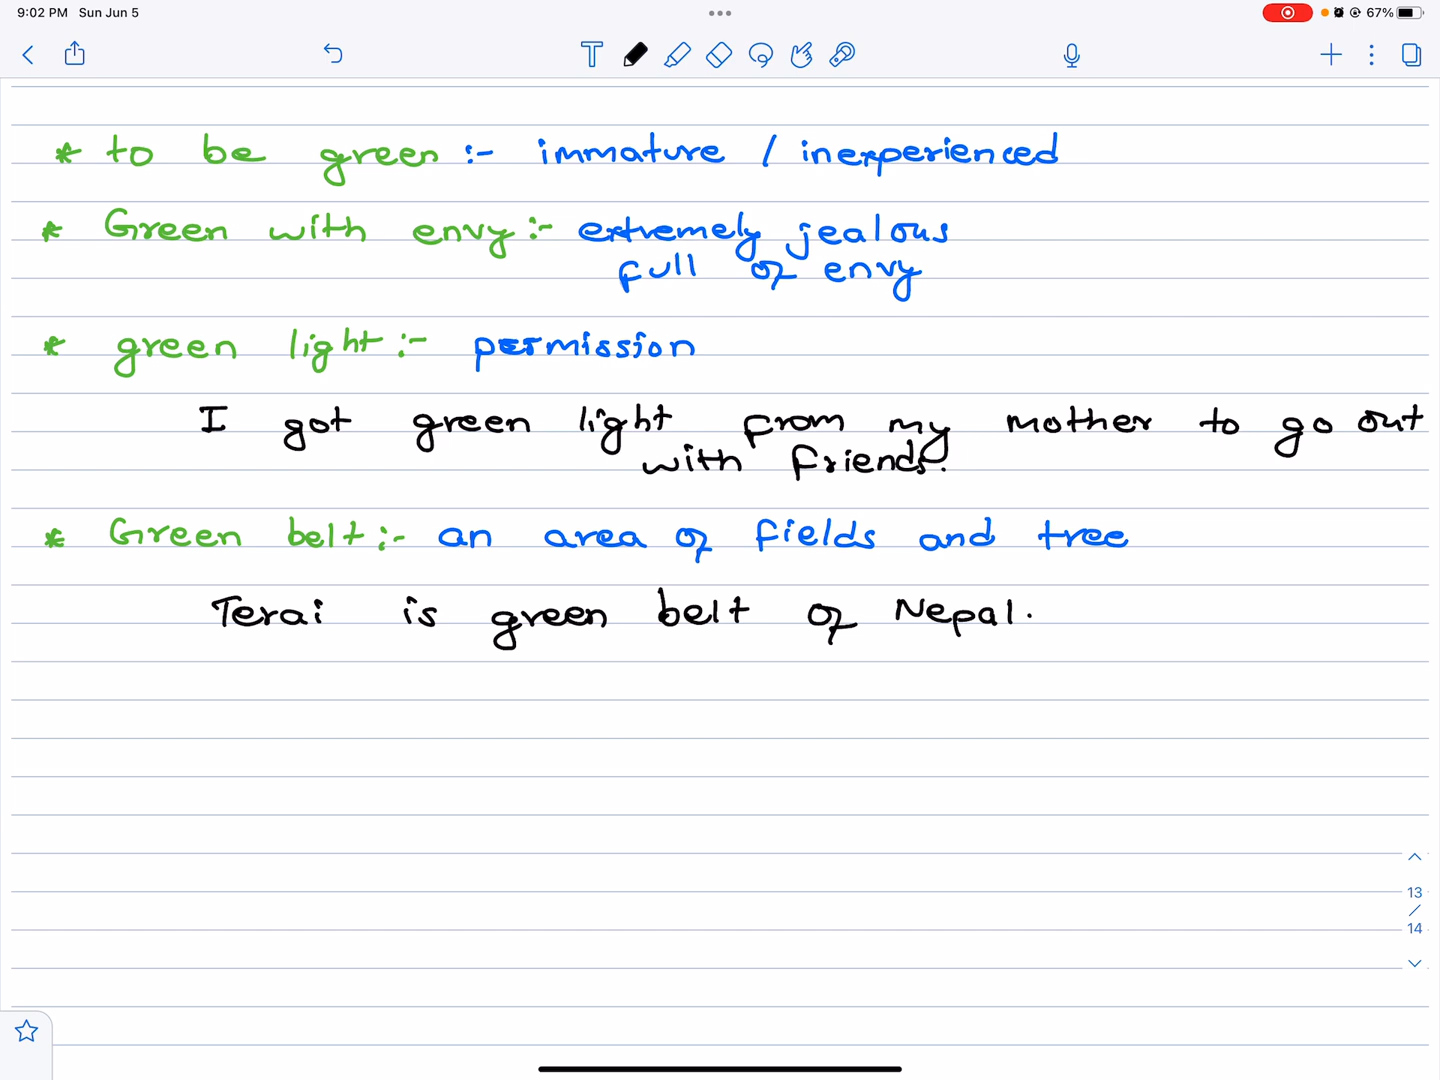 9:02 PM Sun Jun 5
67%
* to be green :- immature / inexperienced
* Green with envy :- extremely jealous
full of envy
* green light :- permission
I got green light from my mother to go out
with friends.
* Green belt :- an area of fields and tree
Terai is green belt of Nepal.
13
/
14